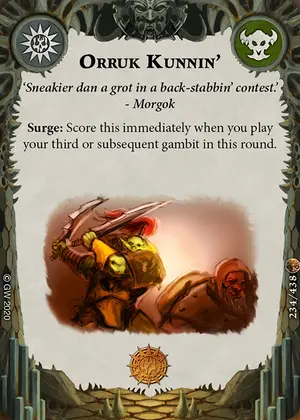 Orruk Kunnin'
'Sneakier dan a grot in a back-stabbin' contest.'
- Morgok
Surge: Score this immediately when you play
your third or subsequent gambit in this round.
© GW 2020
234/438